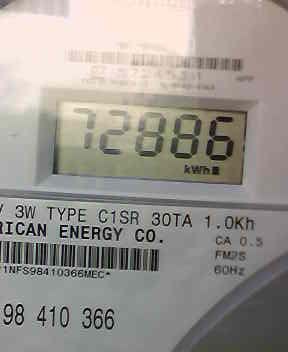 72886
kWh
V 3W TYPE C1SR 30TA 1.0Kh
RICAN ENERGY CO.
CA 0.5
FM2S
60Hz
1NFS98410366MEC*
98 410 366